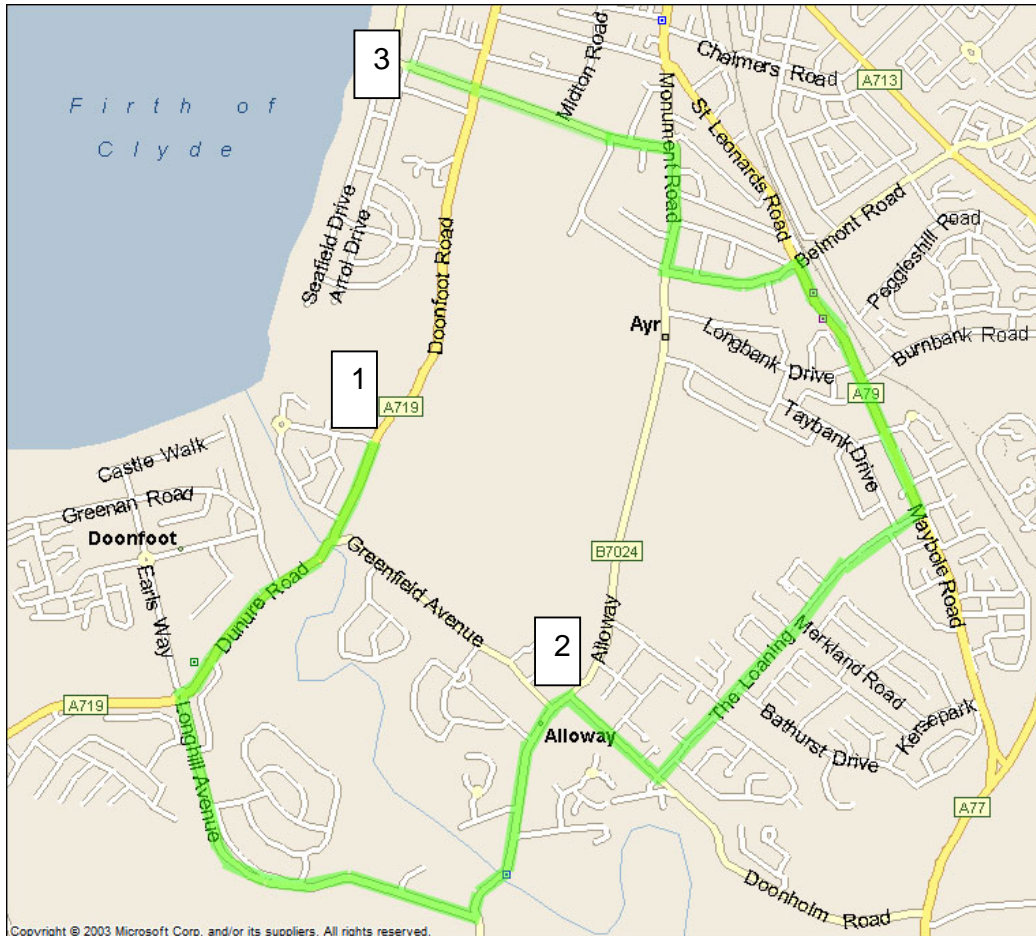 3
Firth of
Clyde
Midton Road
Chalmers Road
A713
Monument Road
St Leonards Road
Belmont Road
Peggleshill Road
Seafield Drive
Arrol Drive
Doonfoot Road
Ayr
Longbank Drive
Burnbank Road
1
A719
A79
Taybank Drive
Castle Walk
Greenan Road
Doonfoot
Maybole Road
Earls Way
Dunure Road
Greenfield Avenue
B7024
2
Alloway
The Loaning
Merkland Road
A719
Longhill Avenue
Alloway
Bathurst Drive
Kersepark
A77
Doonholm Road
Copyright © 2003 Microsoft Corp. and/or its suppliers. All rights reserved.